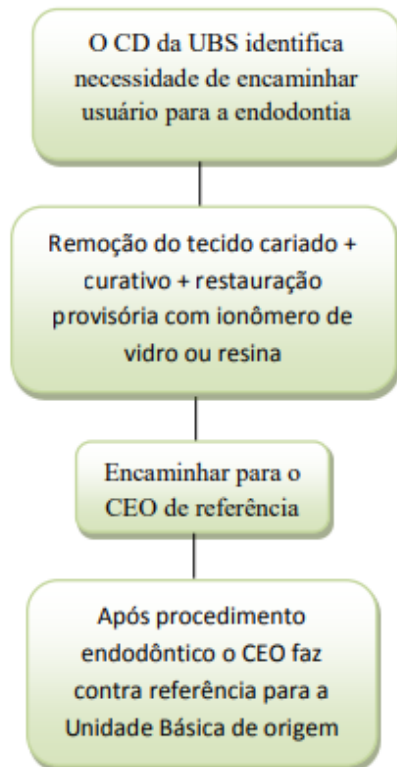 O CD da UBS identifica
necessidade de encaminhar
usuário para a endodontia
Remoção do tecido cariado +
curativo + restauração
provisória com ionômero de
vidro ou resina
Encaminhar para o
CEO de referência
Após procedimento
endodôntico o CEO faz
contra referência para a
Unidade Básica de origem